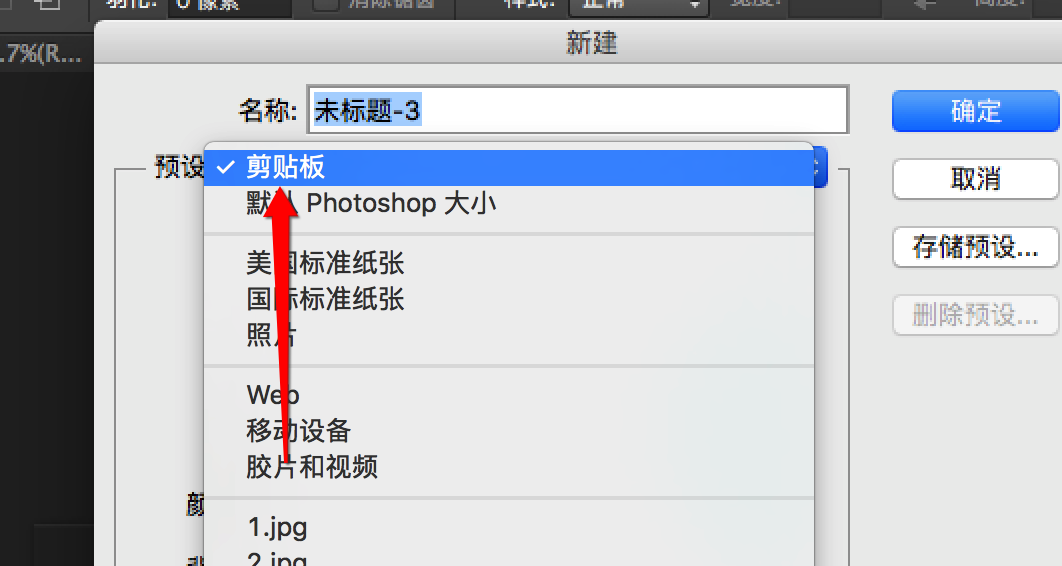 羽化: 0 像素 消除锯齿 样式: 正常 宽度: 高度:
.7%(R...
新建
名称: 未标题-3
确定
预设
剪贴板
取消
默认 Photoshop 大小
存储预设...
美国标准纸张
国际标准纸张
照片
删除预设...
Web
移动设备
胶片和视频
颜
1.jpg
2.jpg